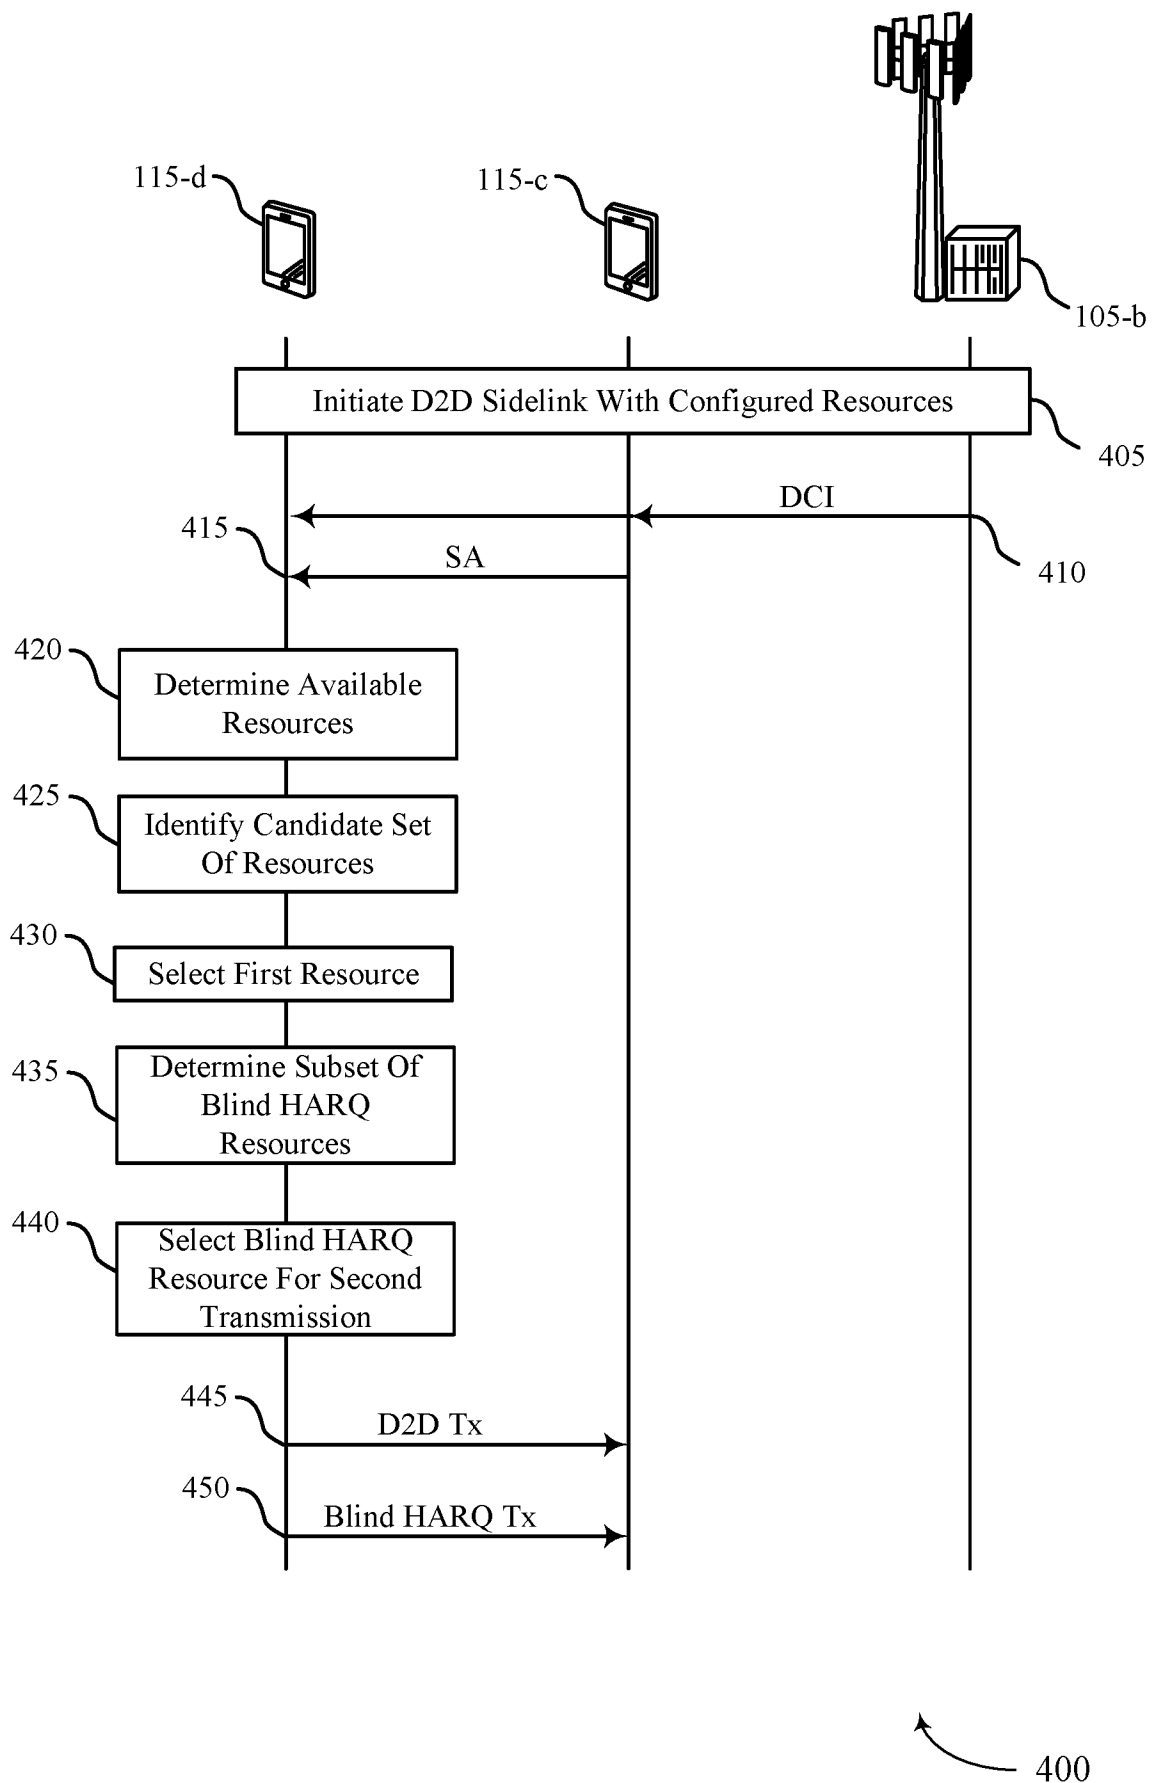 115-d
115-c
105-b
Initiate D2D Sidelink With Configured Resources
405
DCI
415
SA
410
420
Determine Available
Resources
425
Identify Candidate Set
Of Resources
430
Select First Resource
435
Determine Subset Of
Blind HARQ
Resources
440
Select Blind HARQ
Resource For Second
Transmission
445
D2D Tx
450
Blind HARQ Tx
400